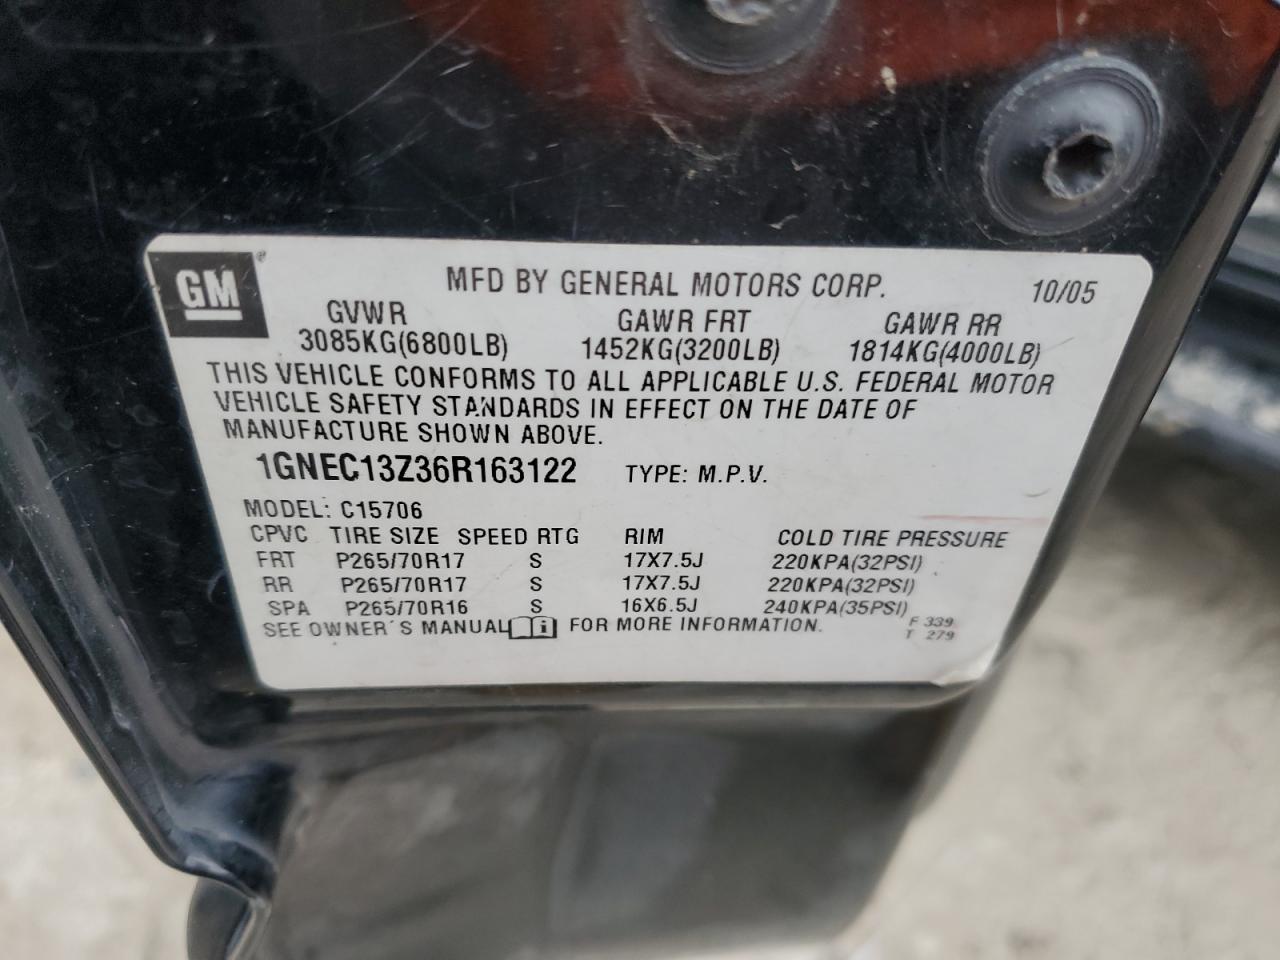 GM®
MFD BY GENERAL MOTORS CORP. 10/05
GVWR GAWR FRT GAWR RR
3085KG(6800LB) 1452KG(3200LB) 1814KG(4000LB)
THIS VEHICLE CONFORMS TO ALL APPLICABLE U.S. FEDERAL MOTOR
VEHICLE SAFETY STANDARDS IN EFFECT ON THE DATE OF
MANUFACTURE SHOWN ABOVE.
1GNEC13Z36R163122 TYPE: M.P.V.
MODEL: C15706
CPVC TIRE SIZE SPEED RTG RIM COLD TIRE PRESSURE
FRT P265/70R17 S 17X7.5J 220KPA(32PSI)
RR P265/70R17 S 17X7.5J 220KPA(32PSI)
SPA P265/70R16 S 16X6.5J 240KPA(35PSI)
SEE OWNER'S MANUAL i FOR MORE INFORMATION. F 339
T 279